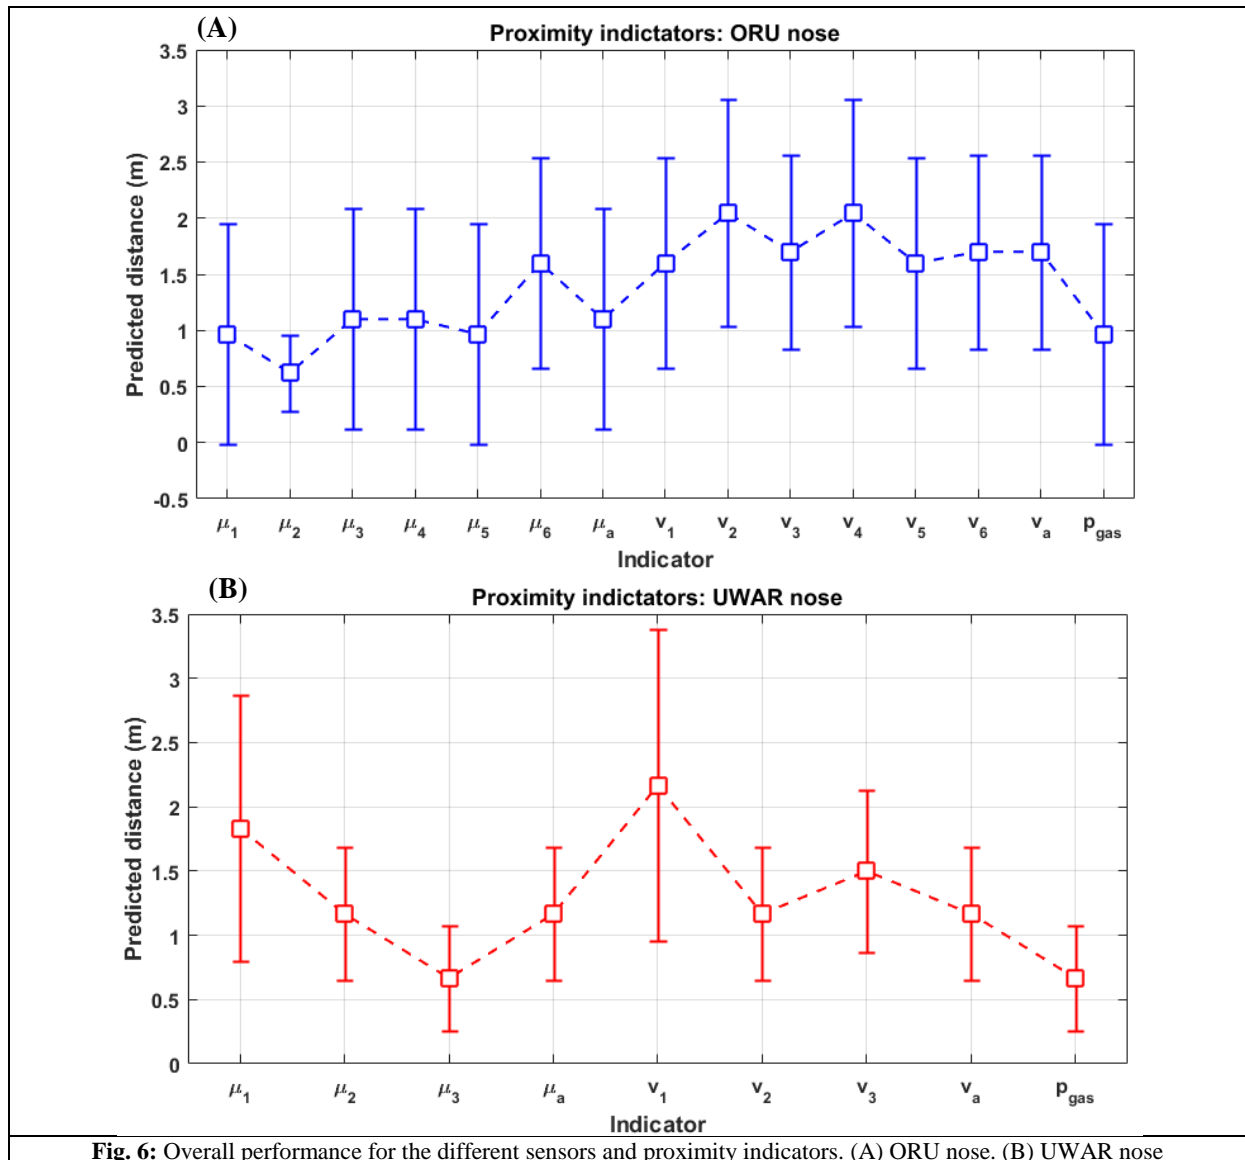 (A)
Proximity indictators: ORU nose
3.5
3
2.5
2
1.5
1
0.5
0
-0.5
Predicted distance (m)
μ1 μ2 μ3 μ4 μ5 μ6 μa v1 v2 v3 v4 v5 v6 va pgas
Indicator
(B)
Proximity indictators: UWAR nose
3.5
3
2.5
2
1.5
1
0.5
0
Predicted distance (m)
μ1 μ2 μ3 μa v1 v2 v3 va pgas
Indicator
Fig. 6: Overall performance for the different sensors and proximity indicators. (A) ORU nose. (B) UWAR nose